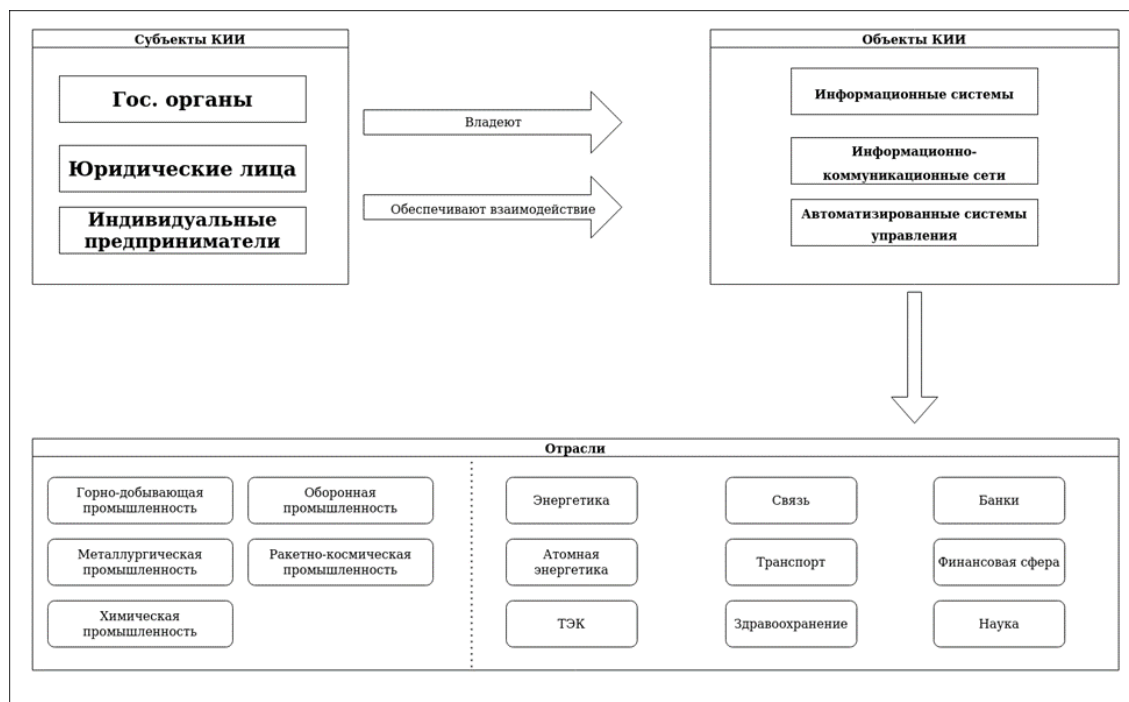 Субъекты КИИ
Гос. органы
Юридические лица
Индивидуальные
предприниматели
Владеют
Обеспечивают взаимодействие
Объекты КИИ
Информационные системы
Информационно-
коммуникационные сети
Автоматизированные системы
управления
Отрасли
Горно-добывающая
промышленность
Оборонная
промышленность
Металлургическая
промышленность
Ракетно-космическая
промышленность
Химическая
промышленность
Энергетика
Связь
Банки
Атомная
энергетика
Транспорт
Финансовая сфера
ТЭК
Здравоохранение
Наука